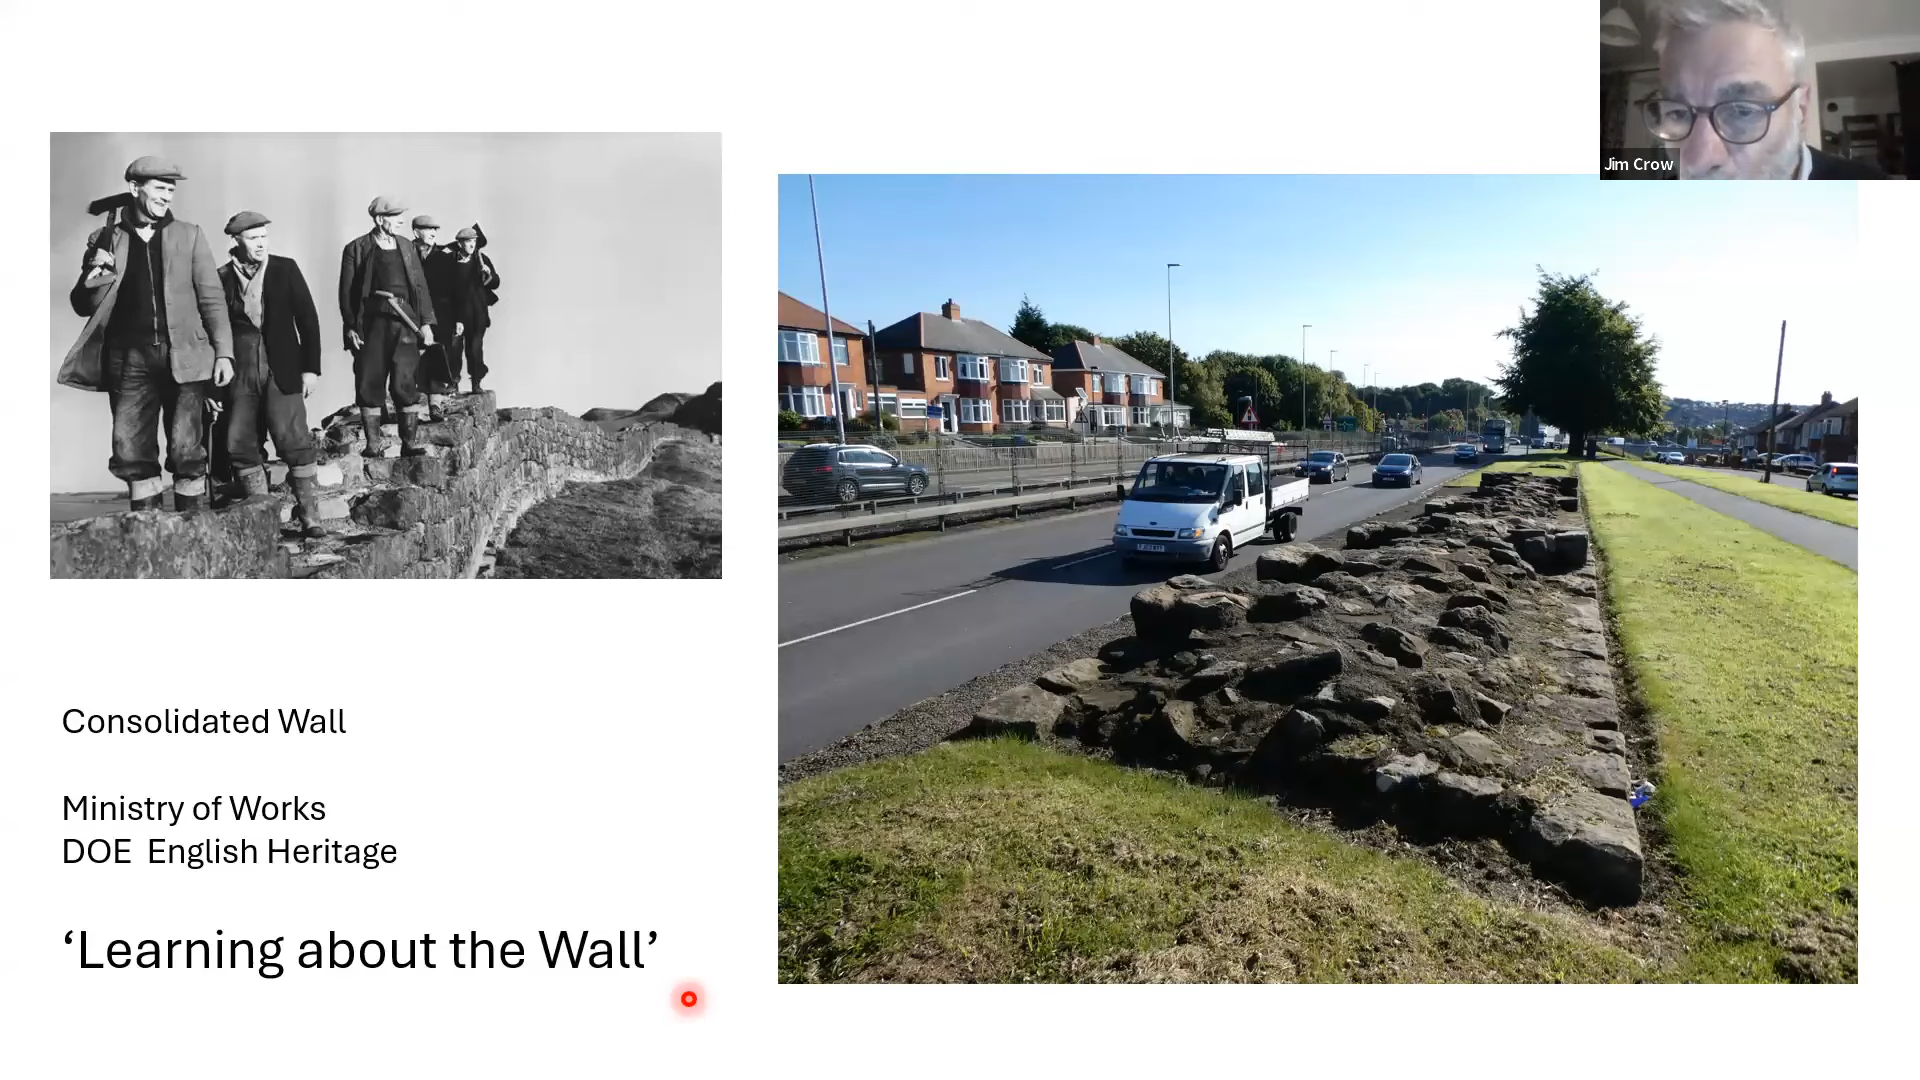 Jim Crow
Consolidated Wall
Ministry of Works
DOE  English Heritage
‘Learning about the Wall’